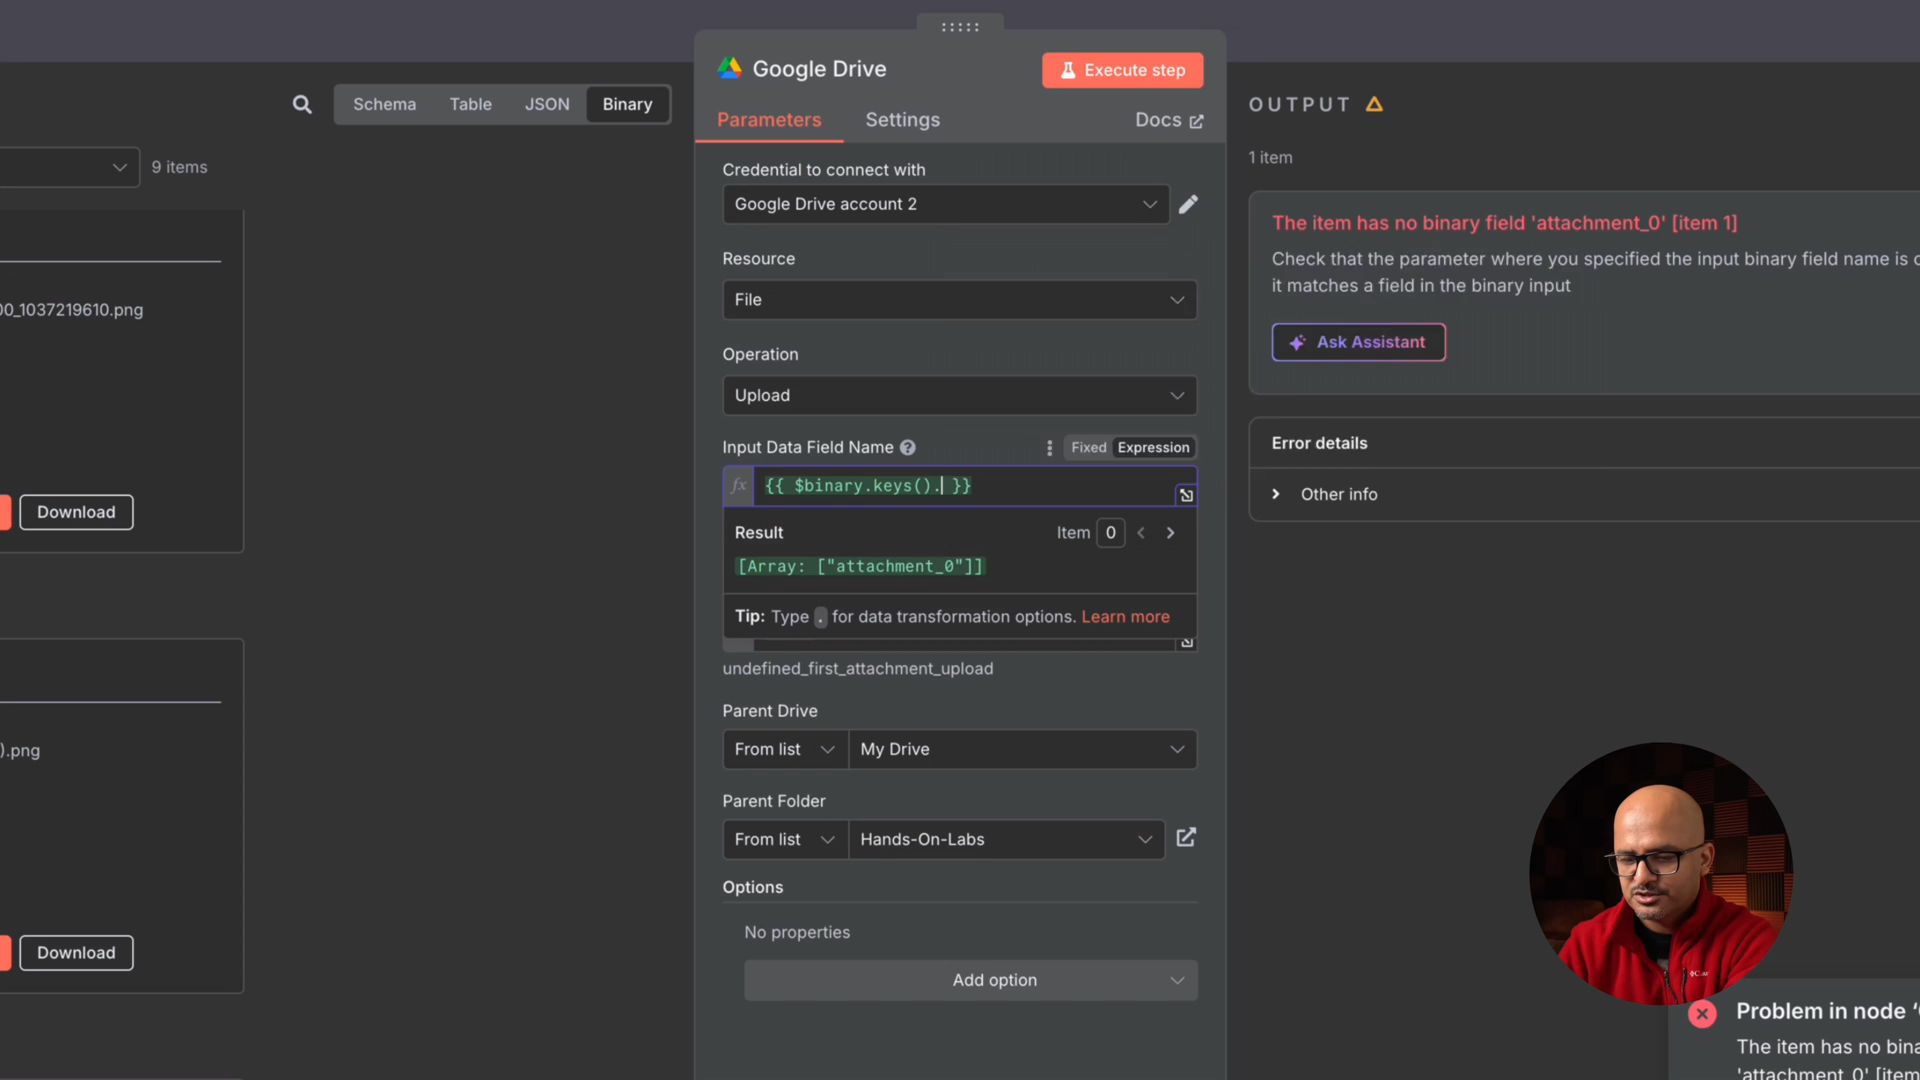 Google Drive
Execute step
Schema
Table
JSON
Binary
Parameters
Settings
Docs
OUTPUT
9 items
1 item
Credential to connect with
Google Drive account 2
The item has no binary field 'attachment_0' [item 1]
Check that the parameter where you specified the input binary field name is c
it matches a field in the binary input
Ask Assistant
Resource
File
00_1037219610.png
Operation
Upload
Error details
Other info
Input Data Field Name
Fixed
Expression
fx
{{ $binary.keys(). }}
Download
Result
Item 0
[Array: ["attachment_0"]]
Tip: Type . for data transformation options. Learn more
undefined_first_attachment_upload
Parent Drive
From list
My Drive
).png
Parent Folder
From list
Hands-On-Labs
Options
No properties
Download
Add option
Problem in node ‘
The item has no bina
'attachment_0' [item